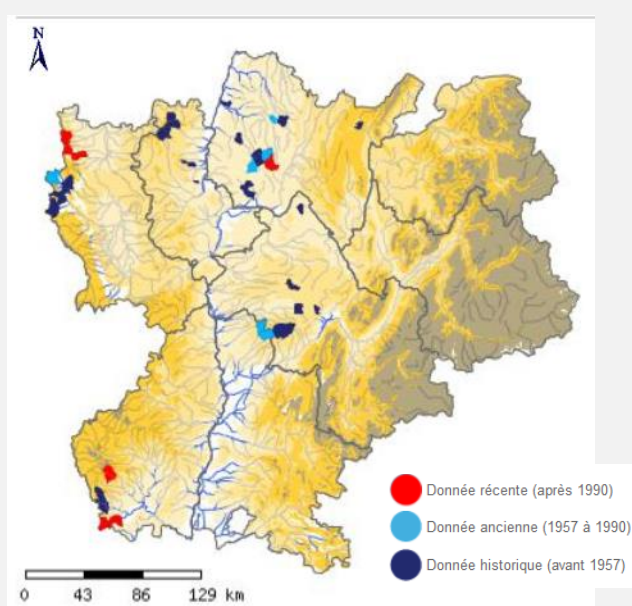 N
Donnée récente (après 1990)
Donnée ancienne (1957 à 1990)
Donnée historique (avant 1957)
0 43 86 129 km